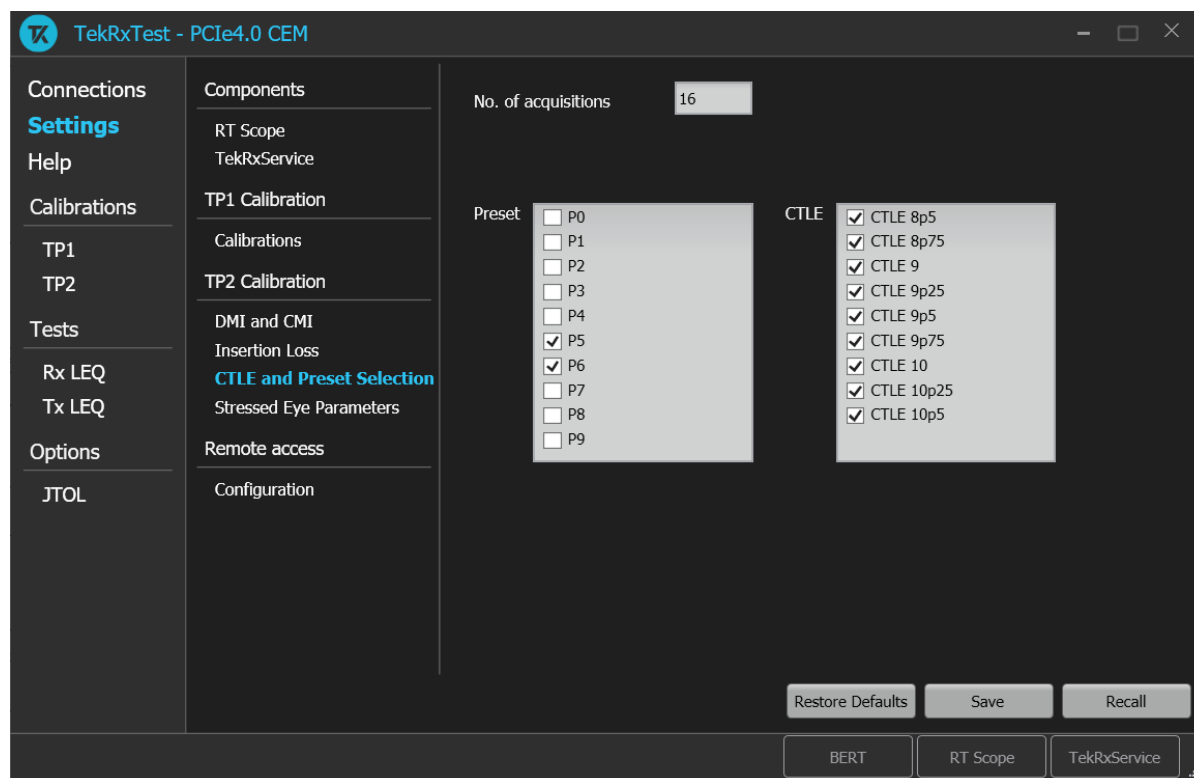 TekRxTest - PCIe4.0 CEM
Connections
Settings
Help
Calibrations
TP1
TP2
Tests
Rx LEQ
Tx LEQ
Options
JTOL
Components
RT Scope
TekRxService
TP1 Calibration
Calibrations
TP2 Calibration
DMI and CMI
Insertion Loss
CTLE and Preset Selection
Stressed Eye Parameters
Remote access
Configuration
No. of acquisitions 16
Preset
P0
P1
P2
P3
P4
P5
P6
P7
P8
P9
CTLE
CTLE 8p5
CTLE 8p75
CTLE 9
CTLE 9p25
CTLE 9p5
CTLE 9p75
CTLE 10
CTLE 10p25
CTLE 10p5
Restore Defaults Save Recall
BERT RT Scope TekRxService